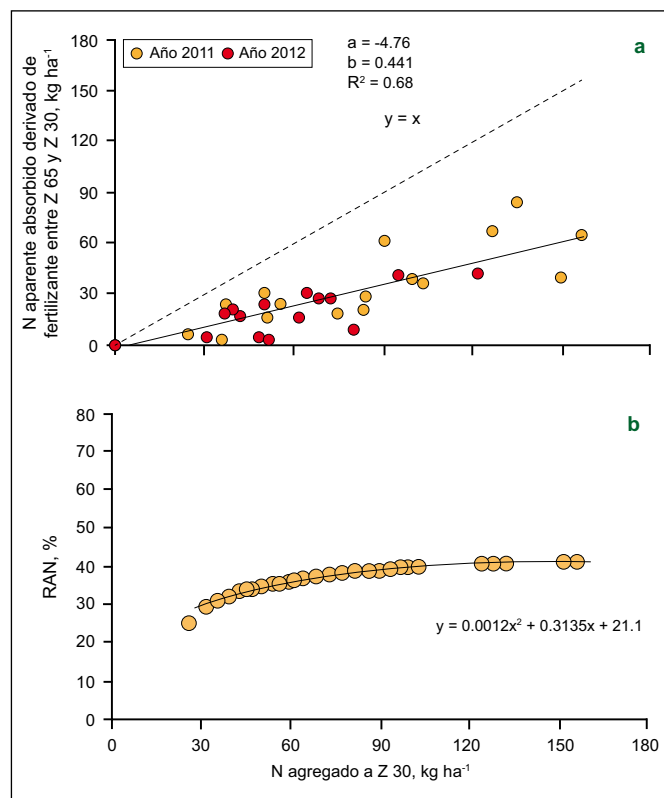 180
150
120
90
60
30
0
N aparente absorbido derivado de
fertilizante entre Z 65 y Z 30, kg ha⁻¹
Año 2011 Año 2012
a = -4.76
b = 0.441
R² = 0.68
y = x
a
80
70
60
50
40
30
20
10
0
RAN, %
b
y = 0.0012x² + 0.3135x + 21.1
0 30 60 90 120 150 180
N agregado a Z 30, kg ha⁻¹